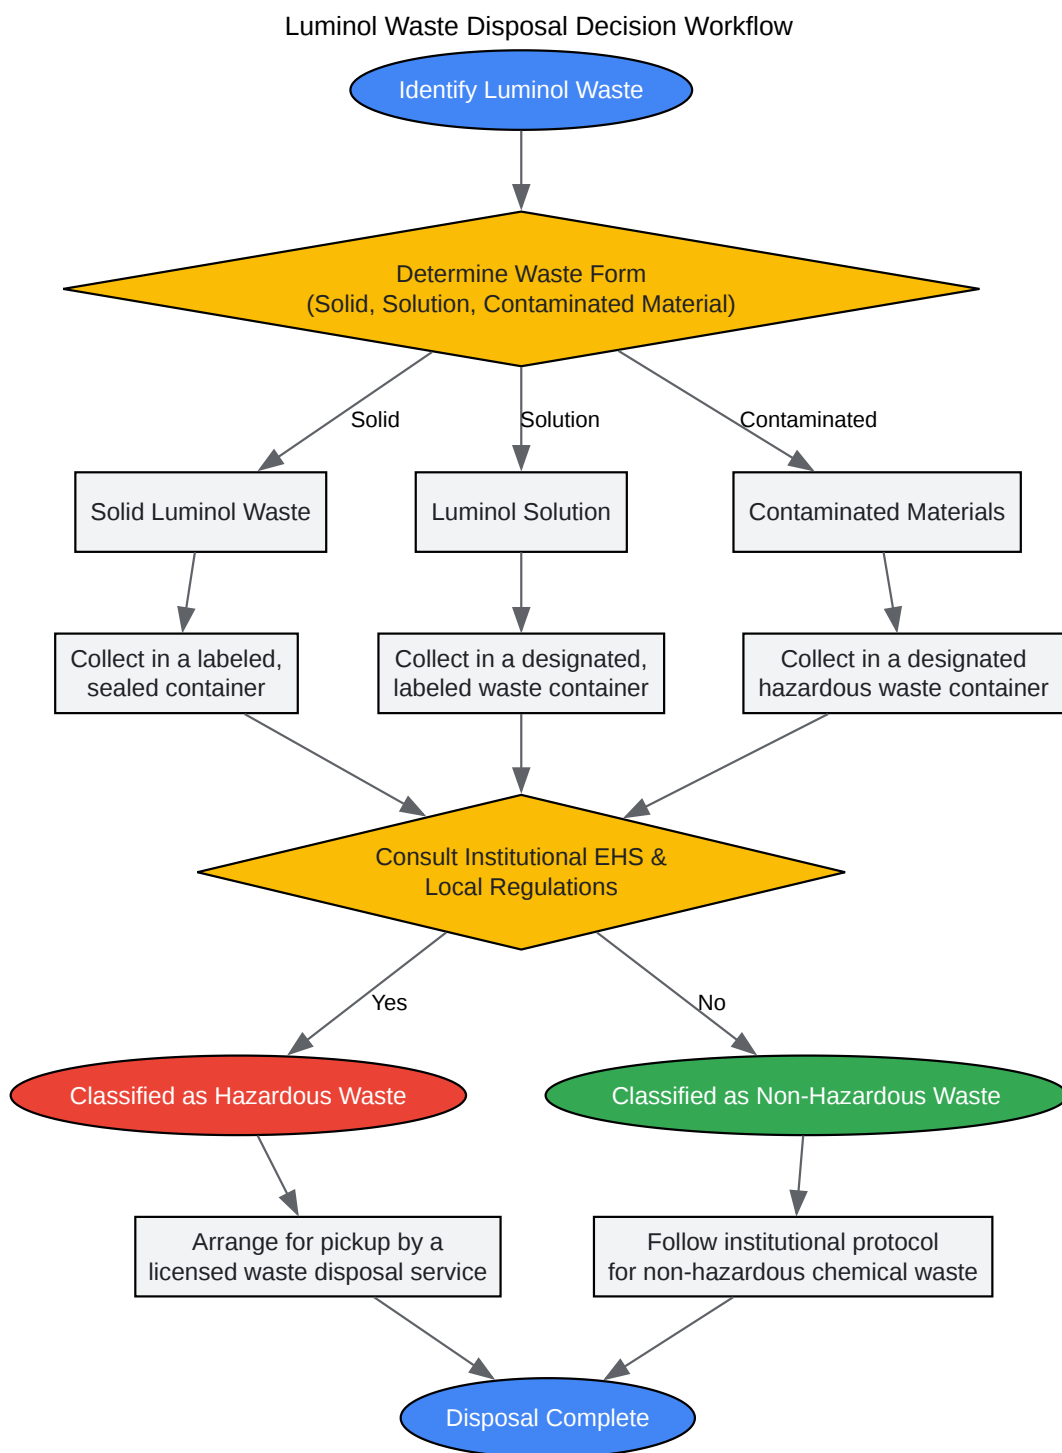 Luminol Waste Disposal Decision Workflow
Identify Luminol Waste
Determine Waste Form
(Solid, Solution, Contaminated Material)
Solid
Solution
Contaminated
Solid Luminol Waste
Luminol Solution
Contaminated Materials
Collect in a labeled,
sealed container
Collect in a designated,
labeled waste container
Collect in a designated
hazardous waste container
Consult Institutional EHS &
Local Regulations
Yes
No
Classified as Hazardous Waste
Classified as Non-Hazardous Waste
Arrange for pickup by a
licensed waste disposal service
Follow institutional protocol
for non-hazardous chemical waste
Disposal Complete